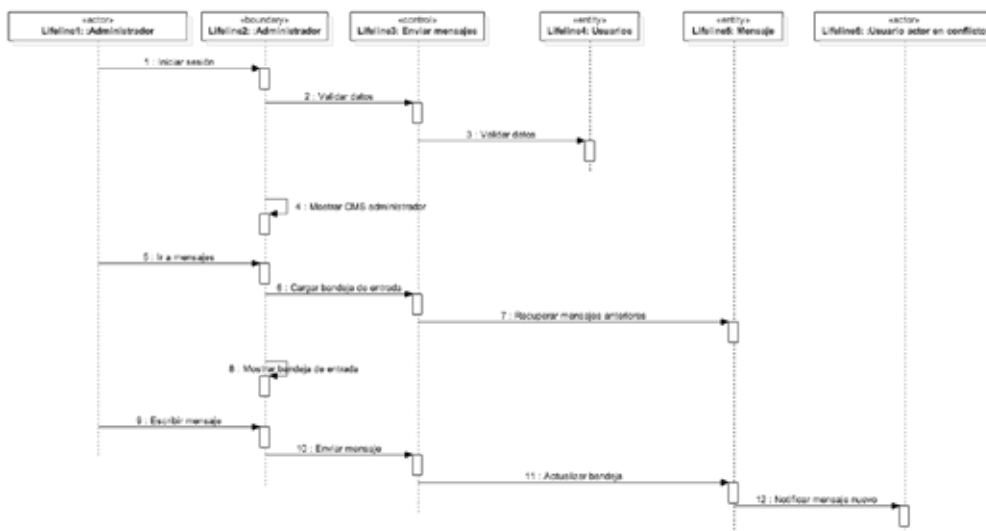 «actor»
Lifeline1: :Administrador
«boundary»
Lifeline2: :Administrador
«control»
Lifeline3: Enviar mensajes
«entity»
Lifeline4: Usuarios
«entity»
Mensaje
«actor»
:Usuario actor en conflicto
1 : Iniciar sesión
2 : Validar datos
3 : Validar datos
4 : Mostrar CMS administrador
5 : Ir a mensajes
6 : Cargar bandeja de entrada
7 : Recuperar mensajes anteriores
8 : Mostrar bandeja de entrada
9 : Escribir mensaje
10 : Enviar mensaje
11 : Actualizar bandeja
12 : Notificar mensaje nuevo